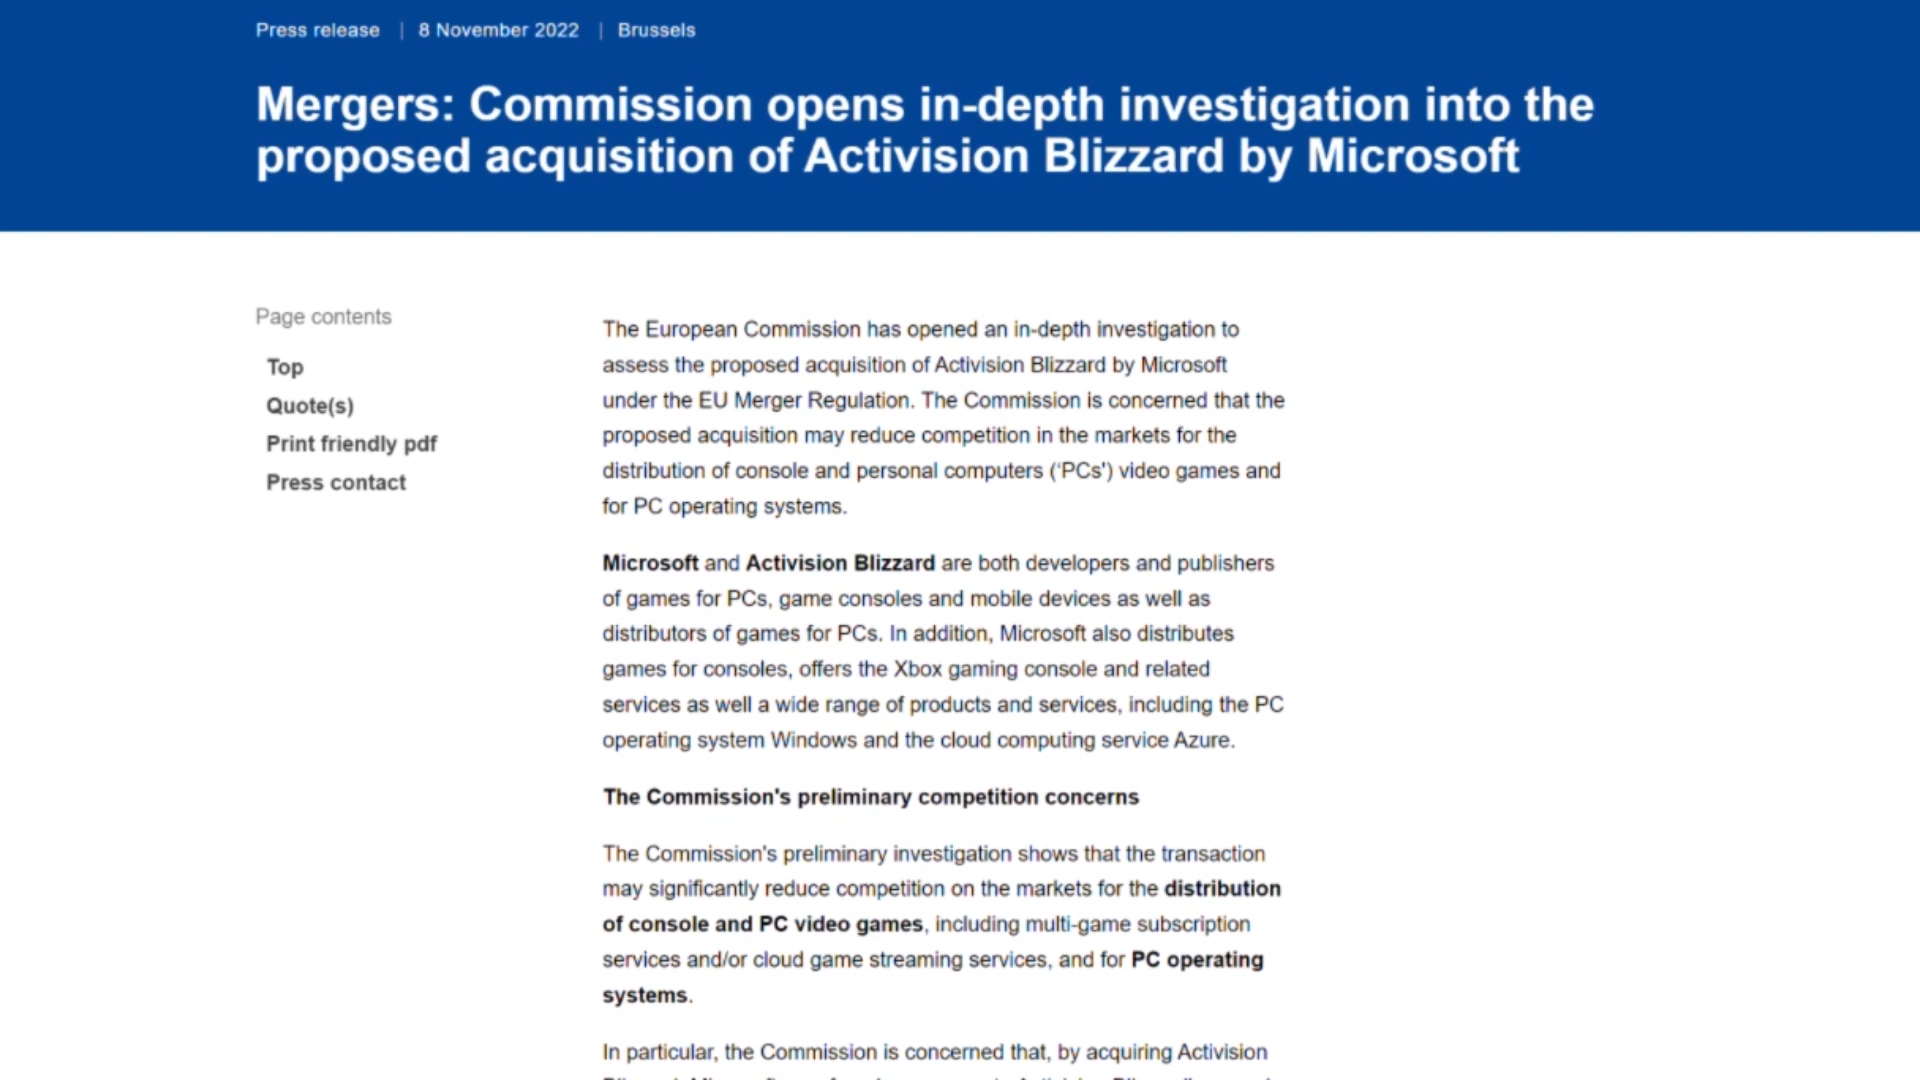 Press release | 8 November 2022 | Brussels
Mergers: Commission opens in-depth investigation into the
proposed acquisition of Activision Blizzard by Microsoft
Page contents
Top
Quote(s)
Print friendly pdf
Press contact
The European Commission has opened an in-depth investigation to
assess the proposed acquisition of Activision Blizzard by Microsoft
under the EU Merger Regulation. The Commission is concerned that the
proposed acquisition may reduce competition in the markets for the
distribution of console and personal computers (‘PCs') video games and
for PC operating systems.
Microsoft and Activision Blizzard are both developers and publishers
of games for PCs, game consoles and mobile devices as well as
distributors of games for PCs. In addition, Microsoft also distributes
games for consoles, offers the Xbox gaming console and related
services as well a wide range of products and services, including the PC
operating system Windows and the cloud computing service Azure.
The Commission's preliminary competition concerns
The Commission's preliminary investigation shows that the transaction
may significantly reduce competition on the markets for the distribution
of console and PC video games, including multi-game subscription
services and/or cloud game streaming services, and for PC operating
systems.
In particular, the Commission is concerned that, by acquiring Activision